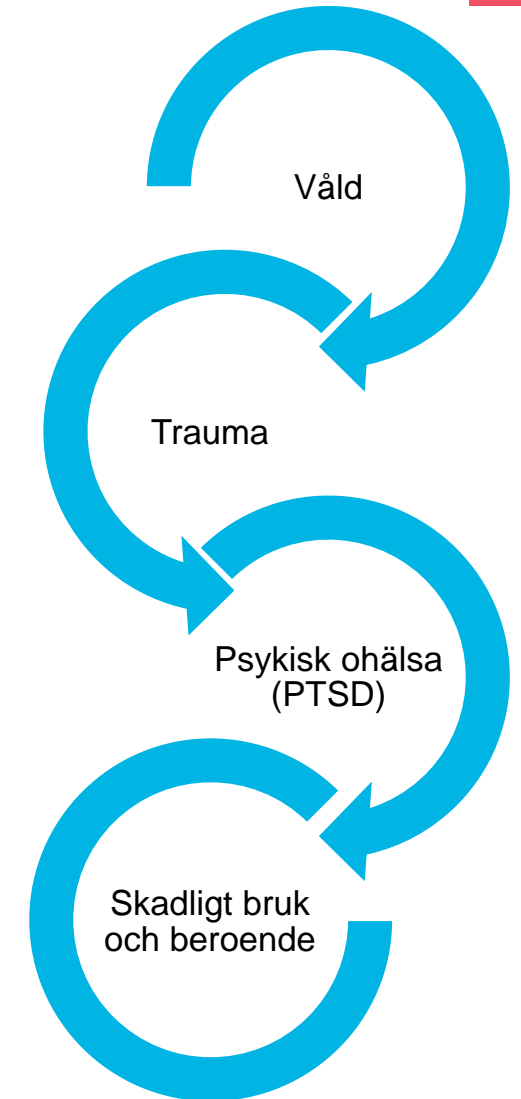 Våld
Trauma
Psykisk ohälsa
(PTSD)
Skadligt bruk
och beroende